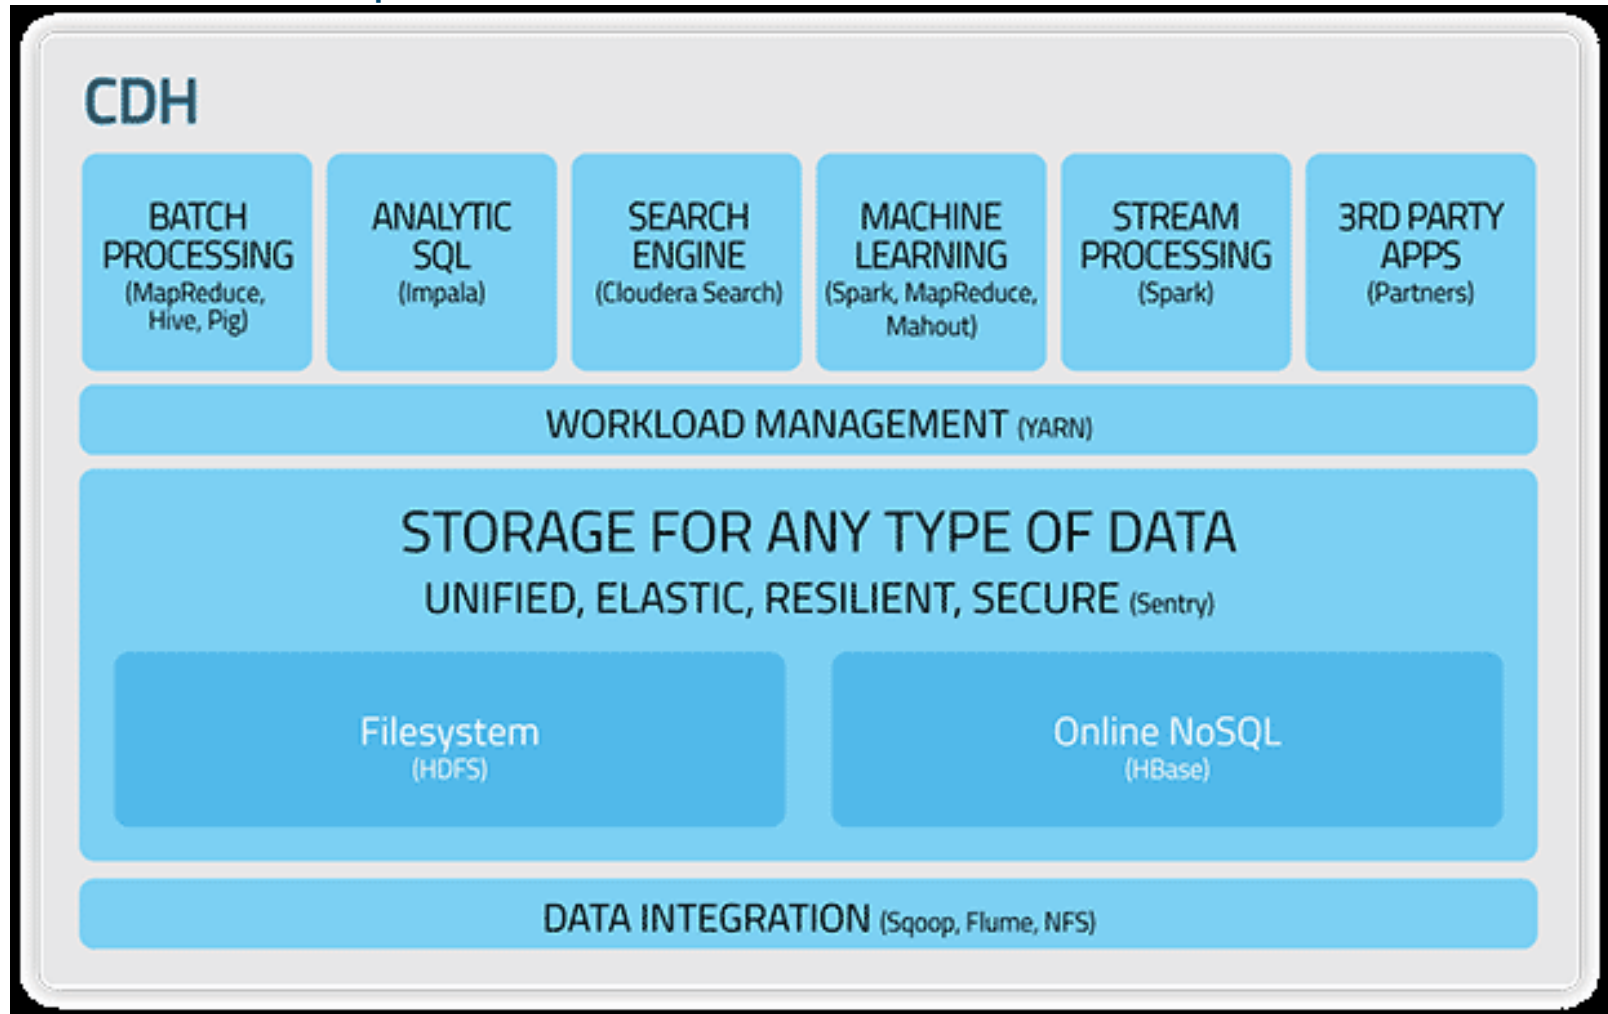 CDH
BATCH
PROCESSING
(MapReduce,
Hive, Pig)
ANALYTIC
SQL
(Impala)
SEARCH
ENGINE
(Cloudera Search)
MACHINE
LEARNING
(Spark, MapReduce,
Mahout)
STREAM
PROCESSING
(Spark)
3RD PARTY
APPS
(Partners)
WORKLOAD MANAGEMENT (YARN)
STORAGE FOR ANY TYPE OF DATA
UNIFIED, ELASTIC, RESILIENT, SECURE (Sentry)
Filesystem
(HDFS)
Online NoSQL
(HBase)
DATA INTEGRATION (Sqoop, Flume, NFS)